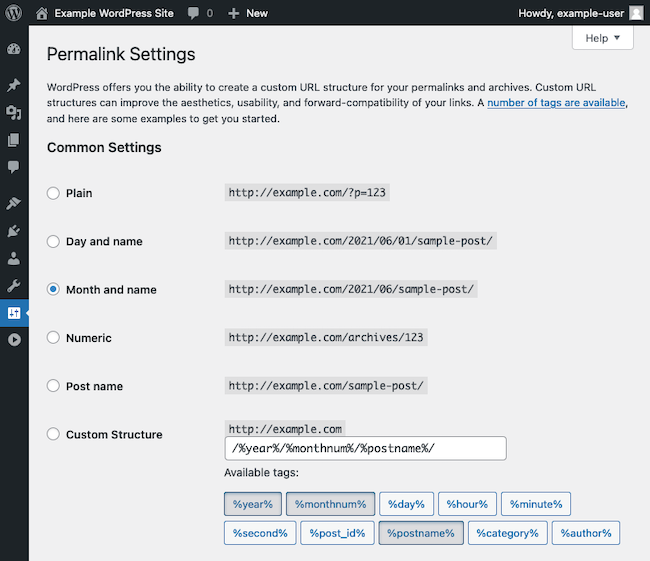 Example WordPress Site 0 New Howdy, example-user
Help
Permalink Settings
WordPress offers you the ability to create a custom URL structure for your permalinks and archives. Custom URL
structures can improve the aesthetics, usability, and forward-compatibility of your links. A number of tags are available,
and here are some examples to get you started.
Common Settings
Plain http://example.com/?p=123
Day and name http://example.com/2021/06/01/sample-post/
Month and name http://example.com/2021/06/sample-post/
Numeric http://example.com/archives/123
Post name http://example.com/sample-post/
Custom Structure http://example.com
/%year%/%monthnum%/%postname%/
Available tags:
%year% %monthnum% %day% %hour% %minute%
%second% %post_id% %postname% %category% %author%